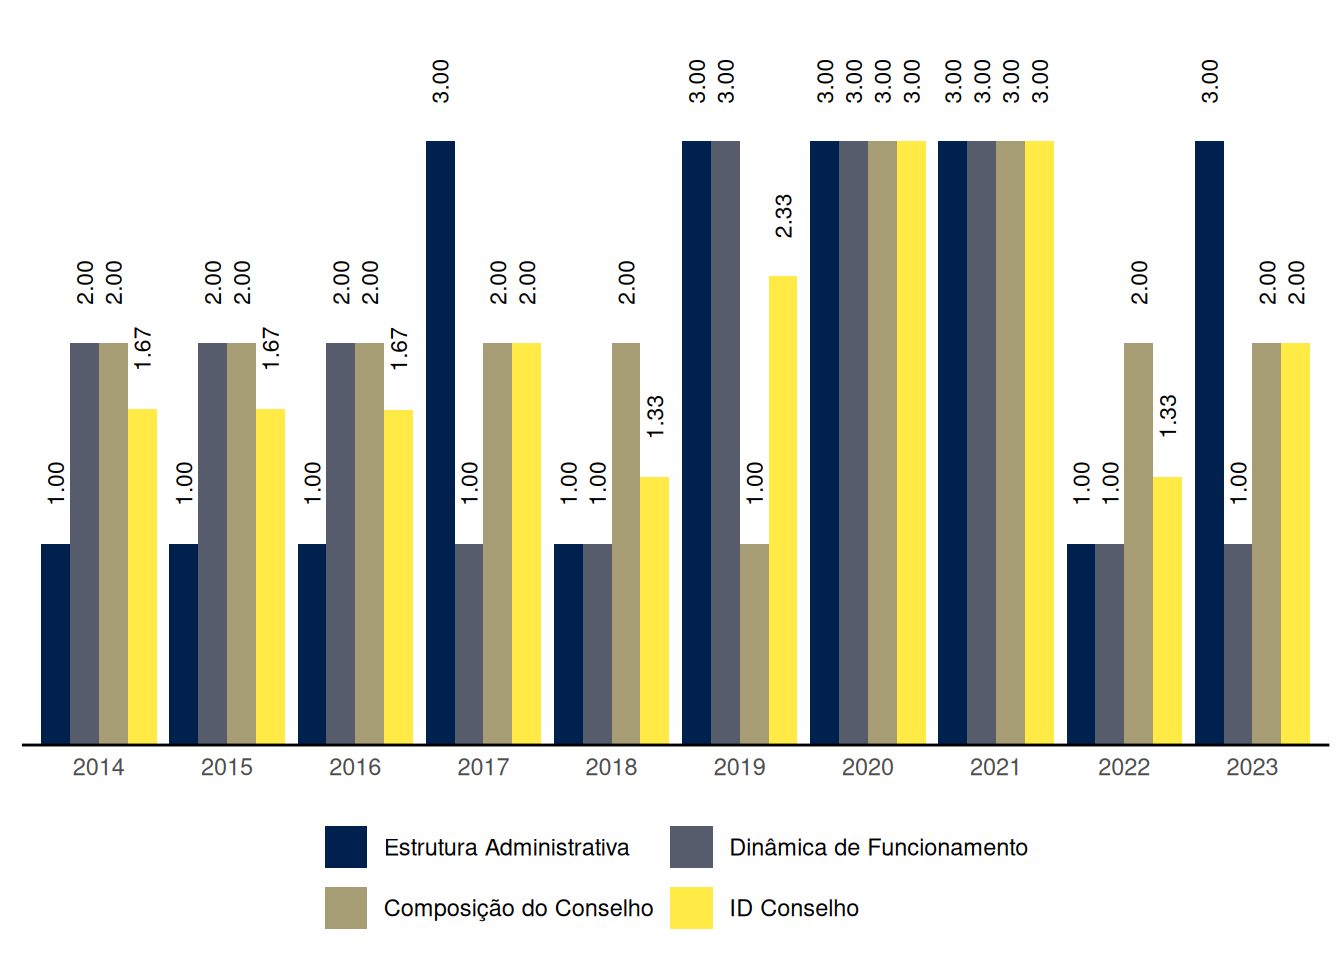 3.00 3.00 3.00 3.00 3.00 3.00 3.00 3.00 3.00 3.00 3.00 3.00
2.33
2.00 2.00 2.00 2.00 2.00 2.00 2.00 2.00 2.00 2.00 2.00 2.00
1.67 1.67 1.67
1.33 1.33
1.00 1.00 1.00 1.00 1.00 1.00 1.00 1.00 1.00 1.00
2014 2015 2016 2017 2018 2019 2020 2021 2022 2023
Estrutura Administrativa Dinâmica de Funcionamento
Composição do Conselho ID Conselho